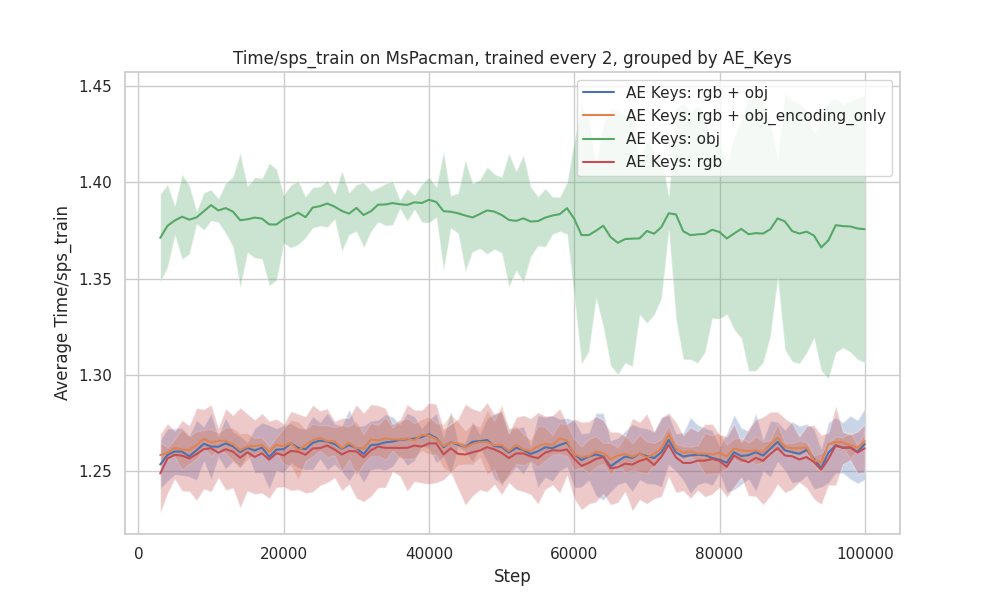 Time/sps_train on MsPacman, trained every 2, grouped by AE_Keys
AE Keys: rgb + obj
AE Keys: rgb + obj_encoding_only
AE Keys: obj
AE Keys: rgb
Average Time/sps_train
1.45
1.40
1.35
1.30
1.25
0 20000 40000 60000 80000 100000
Step